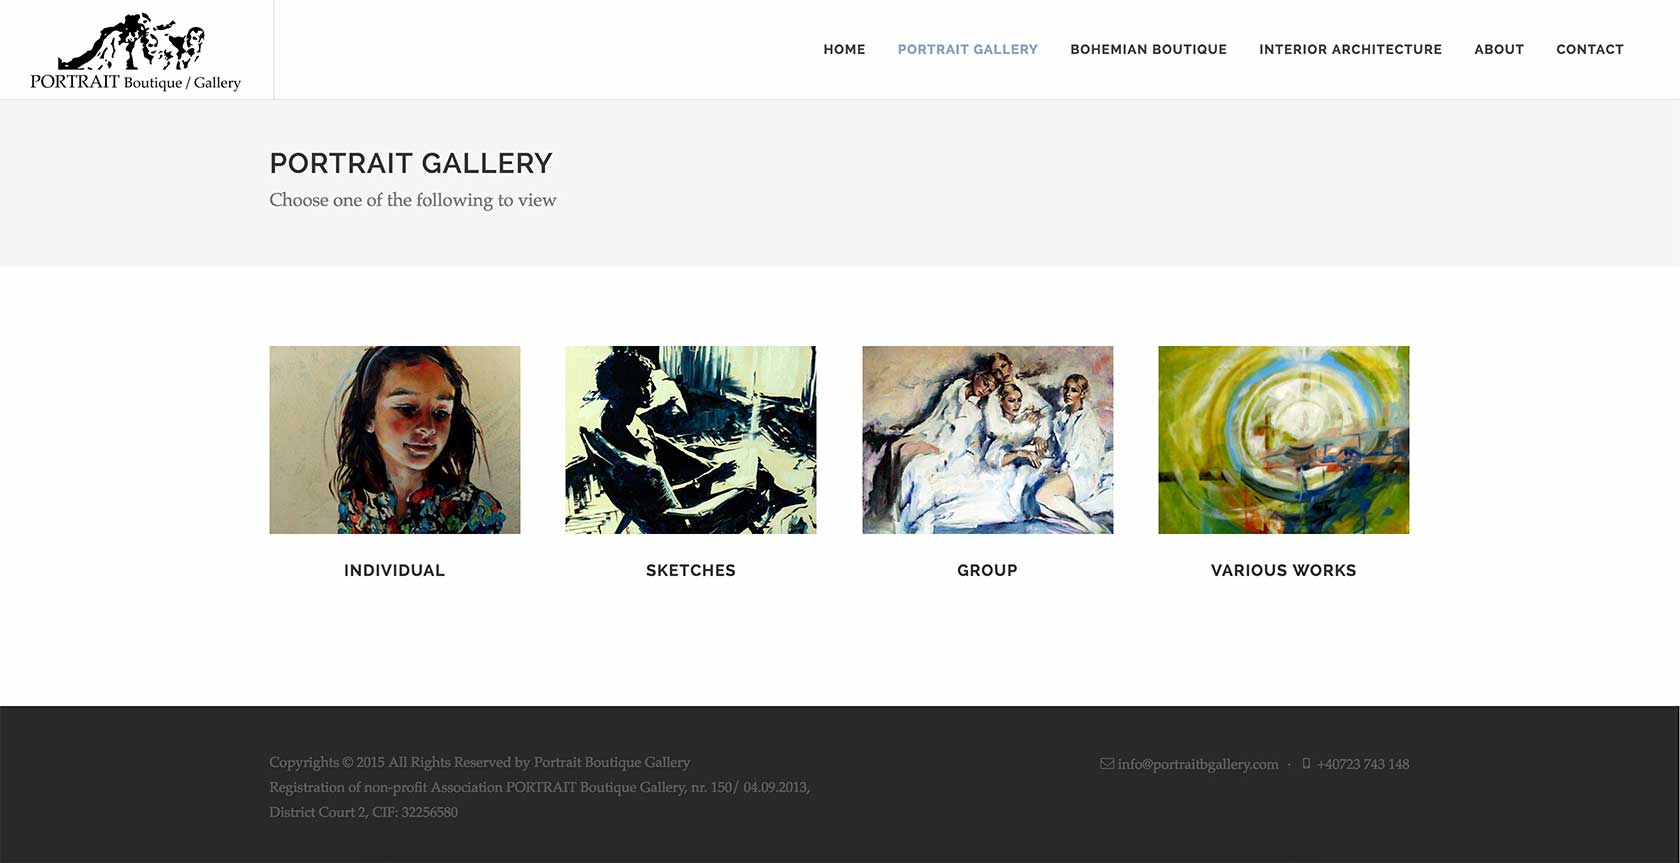 PORTRAIT Boutique / Gallery
HOME PORTRAIT GALLERY BOHEMIAN BOUTIQUE INTERIOR ARCHITECTURE ABOUT CONTACT
PORTRAIT GALLERY
Choose one of the following to view
INDIVIDUAL
SKETCHES
GROUP
VARIOUS WORKS
Copyrights © 2015 All Rights Reserved by Portrait Boutique Gallery
Registration of non-profit Association PORTRAIT Boutique Gallery, nr. 150/ 04.09.2013,
District Court 2, CIF: 32256580
info@portraitbgallery.com · +40723 743 148